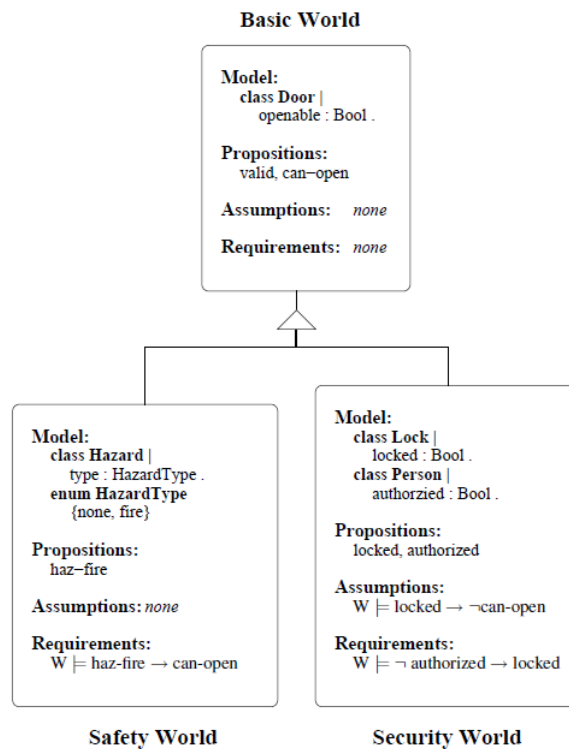 Basic World
Model:
class Door |
openable : Bool .
Propositions:
valid, can−open
Assumptions: none
Requirements: none
Model:
class Hazard |
type : HazardType .
enum HazardType
{none, fire}
Propositions:
haz−fire
Assumptions: none
Requirements:
W ⊨ haz-fire → can-open
Safety World
Model:
class Lock |
locked : Bool .
class Person |
authorzied : Bool .
Propositions:
locked, authorized
Assumptions:
W ⊨ locked → ¬can-open
Requirements:
W ⊨ ¬ authorized → locked
Security World